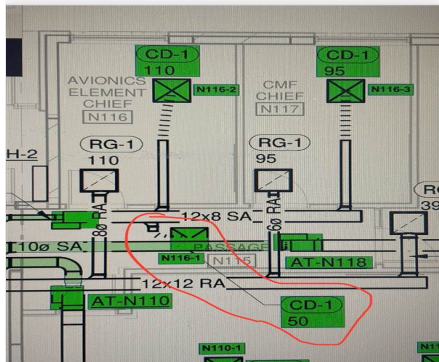 CD-1
110
CD-1
95
AVIONICS
ELEMENT
CHIEF
N116
N116-2
CMF
CHIEF
N117
N116-3
RG-1
110
RG-1
95
H-2
39
12x8 SA
8ø RA
6ø RA
10ø SA
PASSAGE
N116-1
N115
AT-N118
12x12 RA
AT-N110
CD-1
50
N110-1